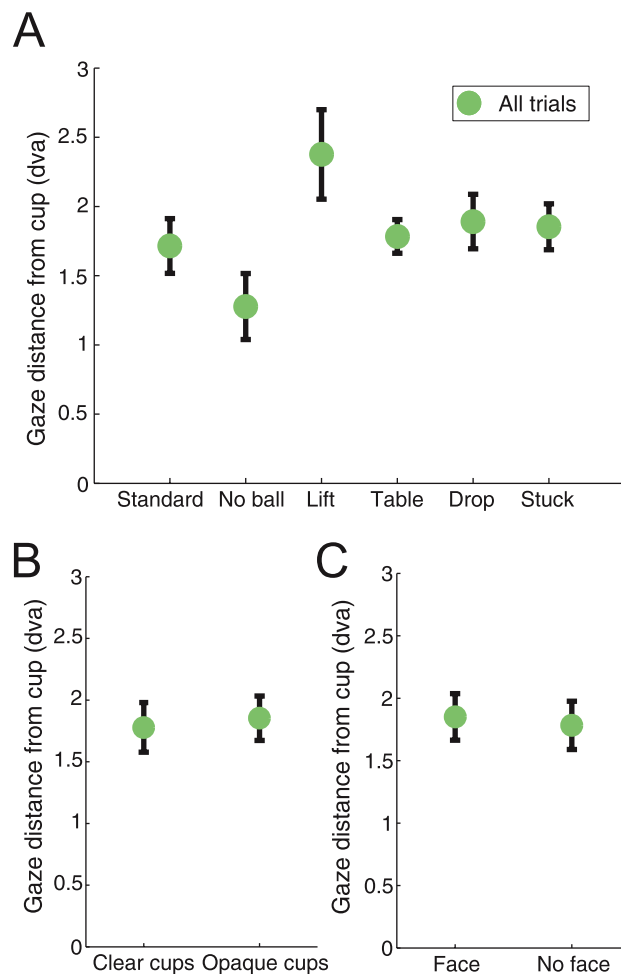 A
Gaze distance from cup (dva)
3
2.5
2
1.5
1
0.5
0
All trials
Standard No ball Lift Table Drop Stuck
B
Gaze distance from cup (dva)
3
2.5
2
1.5
1
0.5
0
Clear cups Opaque cups
C
Gaze distance from cup (dva)
3
2.5
2
1.5
1
0.5
0
Face No face